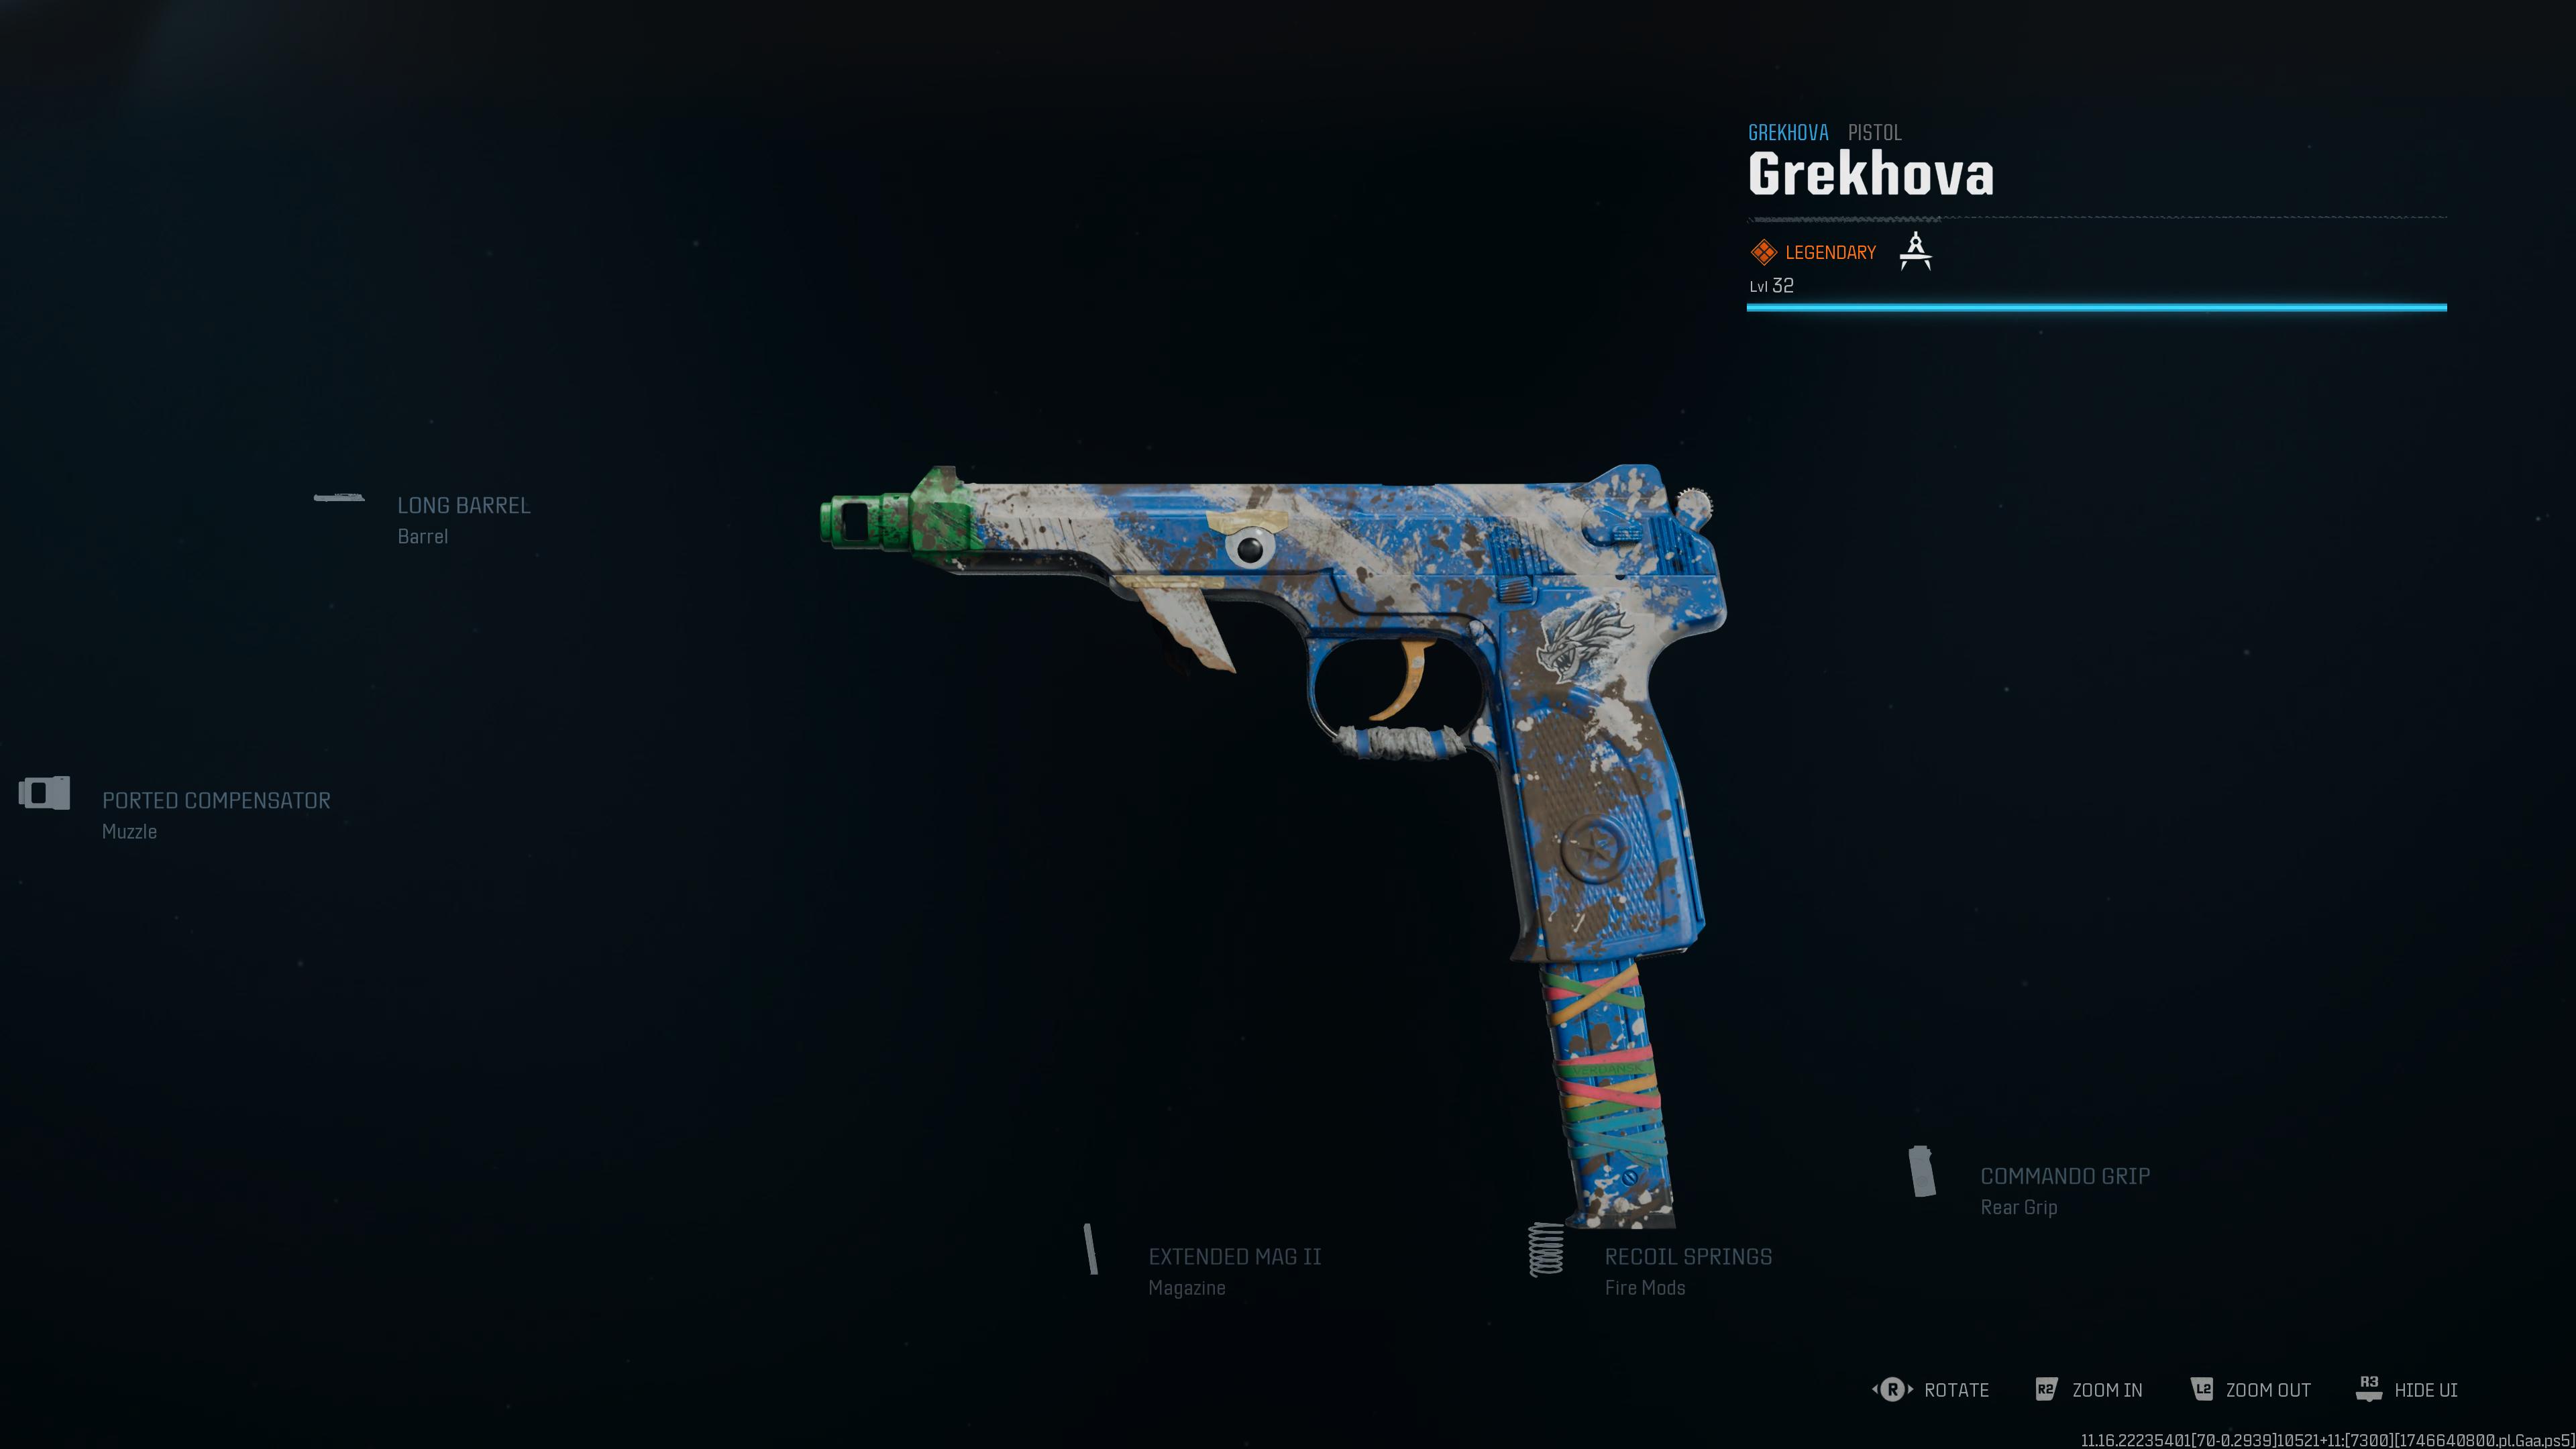 GREKHOVA PISTOL
Grekhova
LEGENDARY
Lvl 32
LONG BARREL
Barrel
PORTED COMPENSATOR
Muzzle
VERDANSK
COMMANDO GRIP
Rear Grip
EXTENDED MAG II
Magazine
RECOIL SPRINGS
Fire Mods
R ROTATE R2 ZOOM IN L2 ZOOM OUT R3 HIDE UI
11.16.22235401[70-0.2939]10521+11:[7300][1746640800.pl.Gaa.ps5]